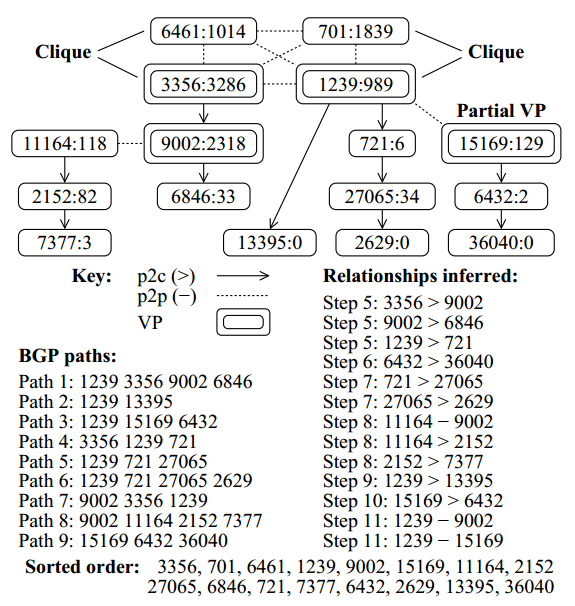 6461:1014 701:1839
Clique Clique
3356:3286 1239:989
Partial VP
11164:118 9002:2318 721:6 15169:129
2152:82 6846:33 27065:34 6432:2
7377:3 13395:0 2629:0 36040:0
Key: p2c (>)
p2p (−)
VP
BGP paths:
Path 1: 1239 3356 9002 6846
Path 2: 1239 13395
Path 3: 1239 15169 6432
Path 4: 3356 1239 721
Path 5: 1239 721 27065
Path 6: 1239 721 27065 2629
Path 7: 9002 3356 1239
Path 8: 9002 11164 2152 7377
Path 9: 15169 6432 36040
Relationships inferred:
Step 5: 3356 > 9002
Step 5: 9002 > 6846
Step 5: 1239 > 721
Step 6: 6432 > 36040
Step 7: 721 > 27065
Step 7: 27065 > 2629
Step 8: 11164 − 9002
Step 8: 11164 > 2152
Step 8: 2152 > 7377
Step 9: 1239 > 13395
Step 10: 15169 > 6432
Step 11: 1239 − 9002
Step 11: 1239 − 15169
Sorted order: 3356, 701, 6461, 1239, 9002, 15169, 11164, 2152
27065, 6846, 721, 7377, 6432, 2629, 13395, 36040